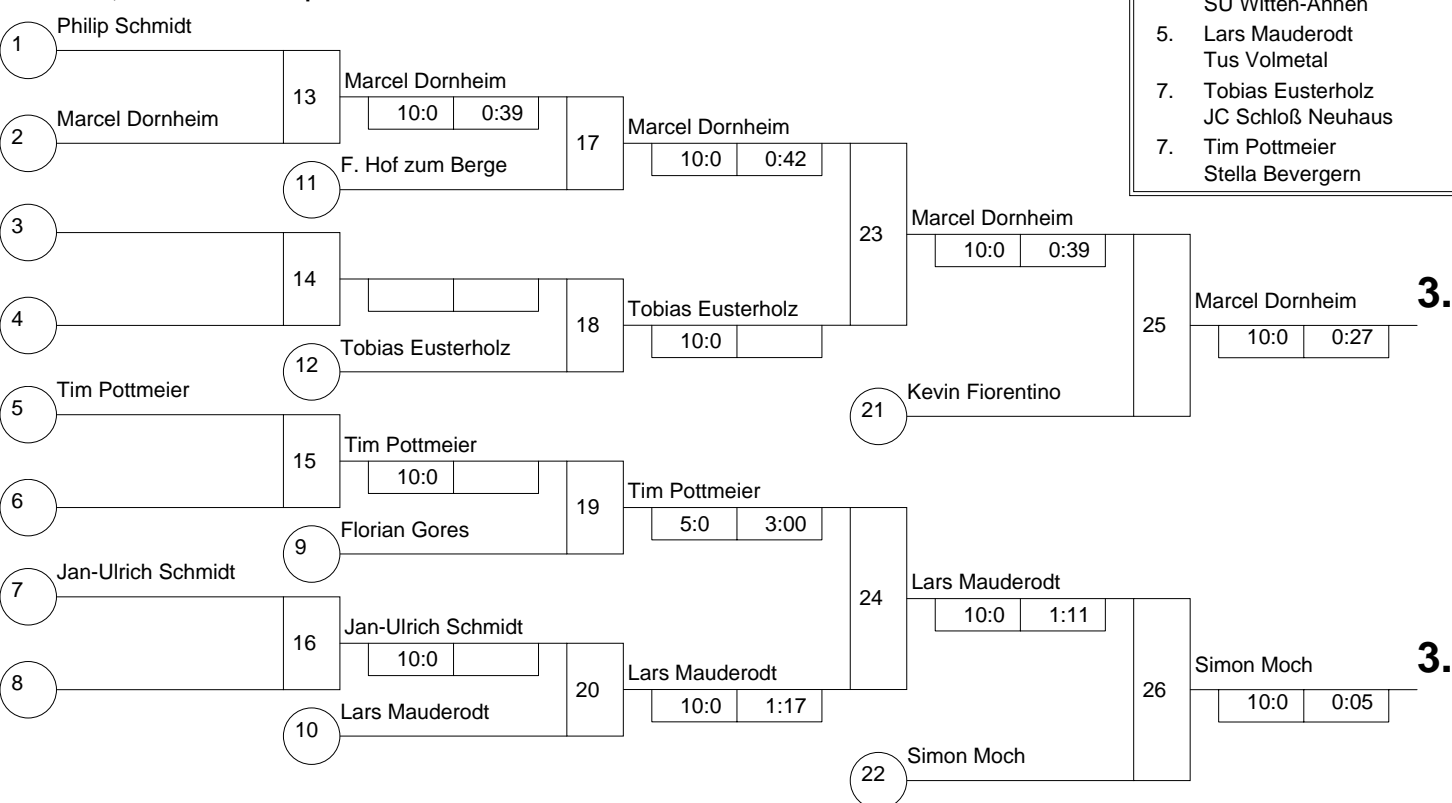 SU Witten-Annen
5. Lars Mauderodt
Tus Volmetal
7. Tobias Eusterholz
JC Schloß Neuhaus
7. Tim Pottmeier
Stella Bevergern
1 Philip Schmidt
13 Marcel Dornheim
10:0 0:39
2 Marcel Dornheim
17 Marcel Dornheim
10:0 0:42
11 F. Hof zum Berge
3
23 Marcel Dornheim
10:0 0:39
14
4
18 Tobias Eusterholz
10:0
12 Tobias Eusterholz
25 Marcel Dornheim 3.
10:0 0:27
21 Kevin Fiorentino
5 Tim Pottmeier
15 Tim Pottmeier
10:0
6
19 Tim Pottmeier
5:0 3:00
9 Florian Gores
7 Jan-Ulrich Schmidt
24 Lars Mauderodt
10:0 1:11
16 Jan-Ulrich Schmidt
10:0
8
20 Lars Mauderodt
10:0 1:17
10 Lars Mauderodt
26 Simon Moch 3.
10:0 0:05
22 Simon Moch